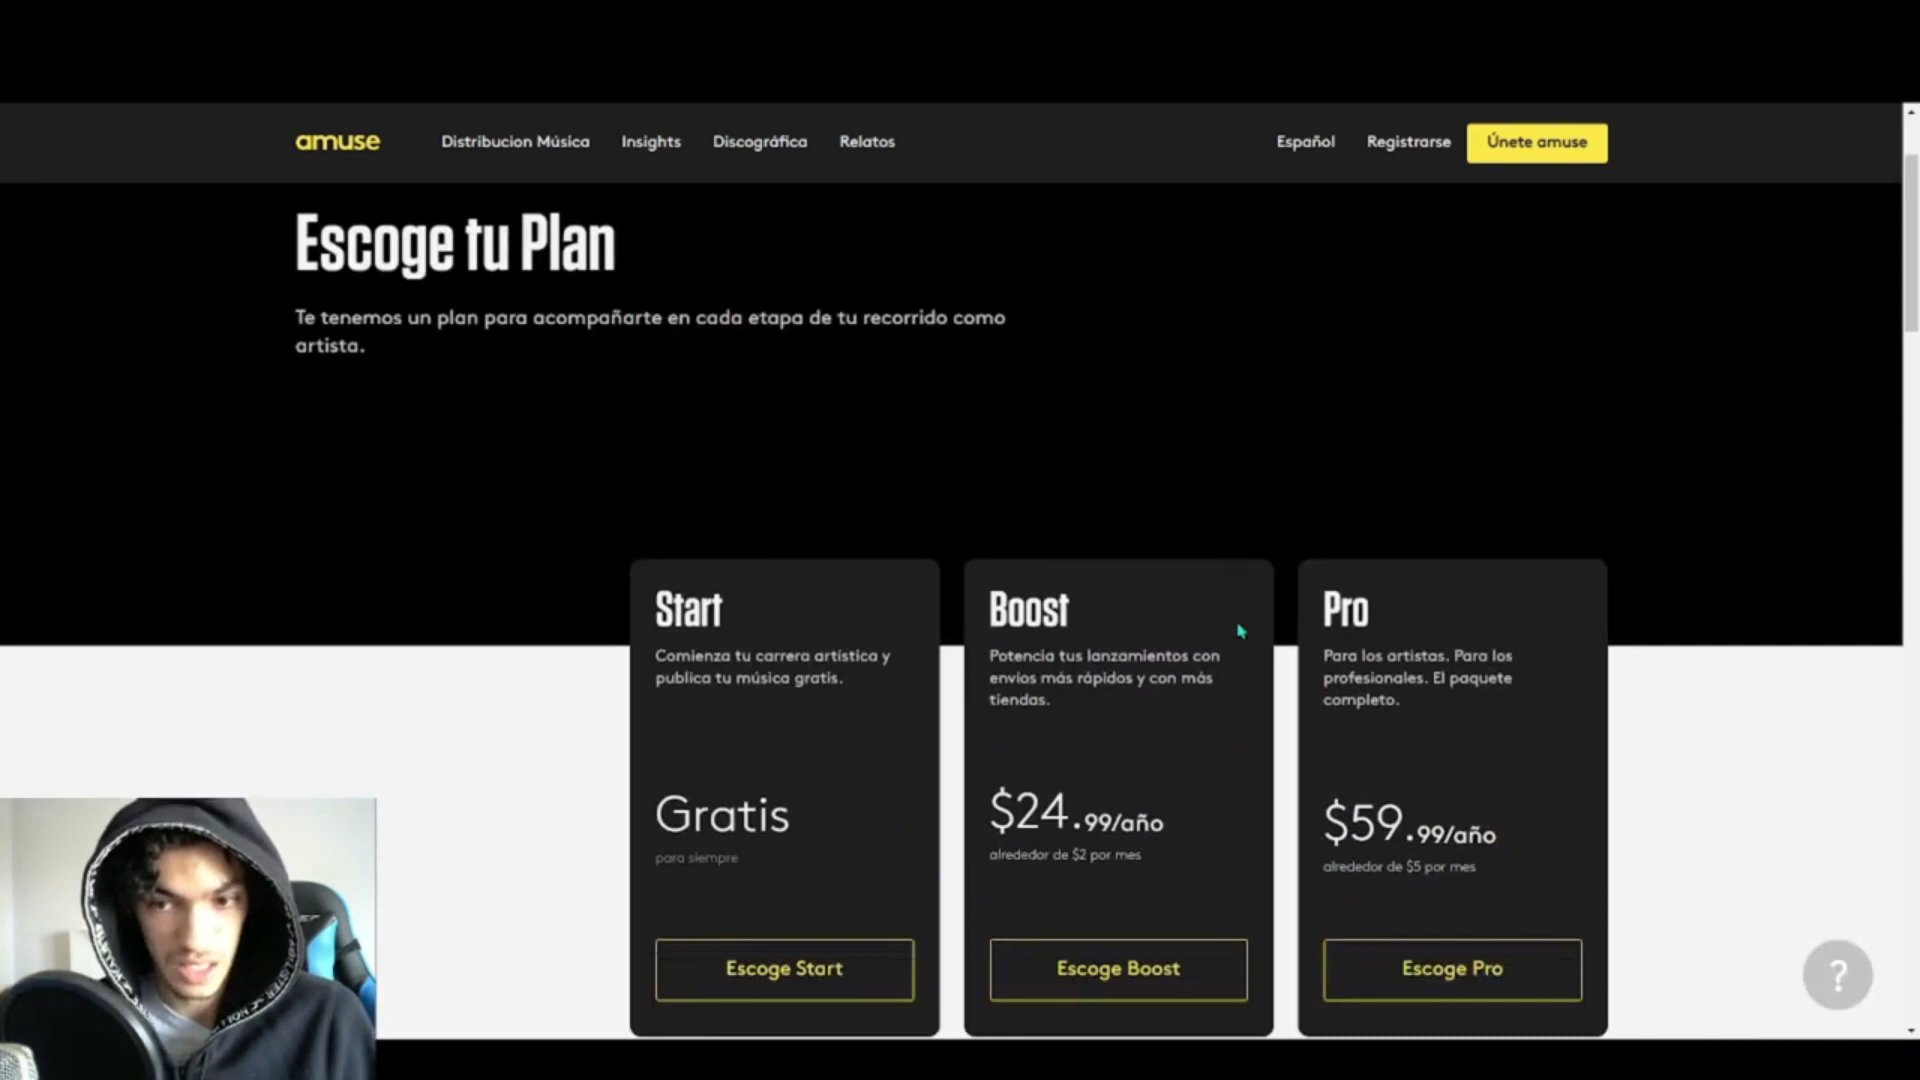 amuse
Distribucion Música
Insights
Discográfica
Relatos
Español
Registrarse
Únete amuse
Escoge tu Plan
Te tenemos un plan para acompañarte en cada etapa de tu recorrido como
artista.
Start
Comienza tu carrera artística y
publica tu música gratis.
Gratis
para siempre
Escoge Start
Boost
Potencia tus lanzamientos con
envíos más rápidos y con más
tiendas.
$24.99/año
alrededor de $2 por mes
Escoge Boost
Pro
Para los artistas. Para los
profesionales. El paquete
completo.
$59.99/año
alrededor de $5 por mes
Escoge Pro
?